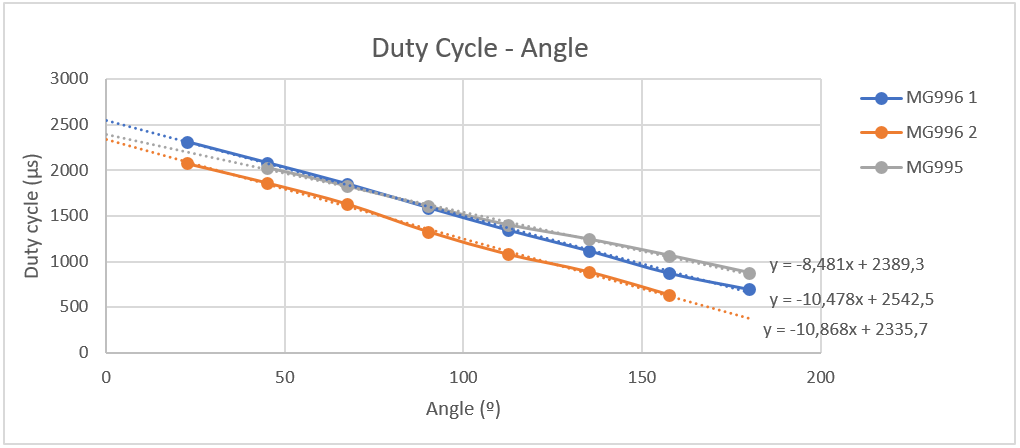 Duty Cycle - Angle
3000
2500
2000
1500
1000
500
0
Duty cycle (µs)
0 50 100 150 200
Angle (º)
MG996 1
MG996 2
MG995
y = -8,481x + 2389,3
y = -10,478x + 2542,5
y = -10,868x + 2335,7